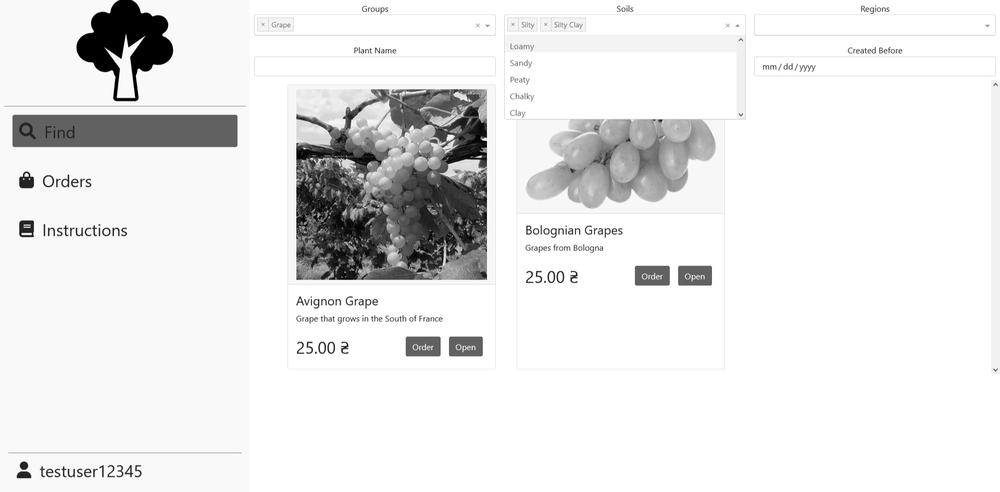 Find
Orders
Instructions
testuser12345
Groups
× Grape
Soils
× Silty × Silty Clay
Loamy
Sandy
Peaty
Chalky
Clay
Regions
Plant Name
Created Before
mm/dd/yyyy
Avignon Grape
Grape that grows in the South of France
25.00 ₴
Order
Open
Bolognian Grapes
Grapes from Bologna
25.00 ₴
Order
Open